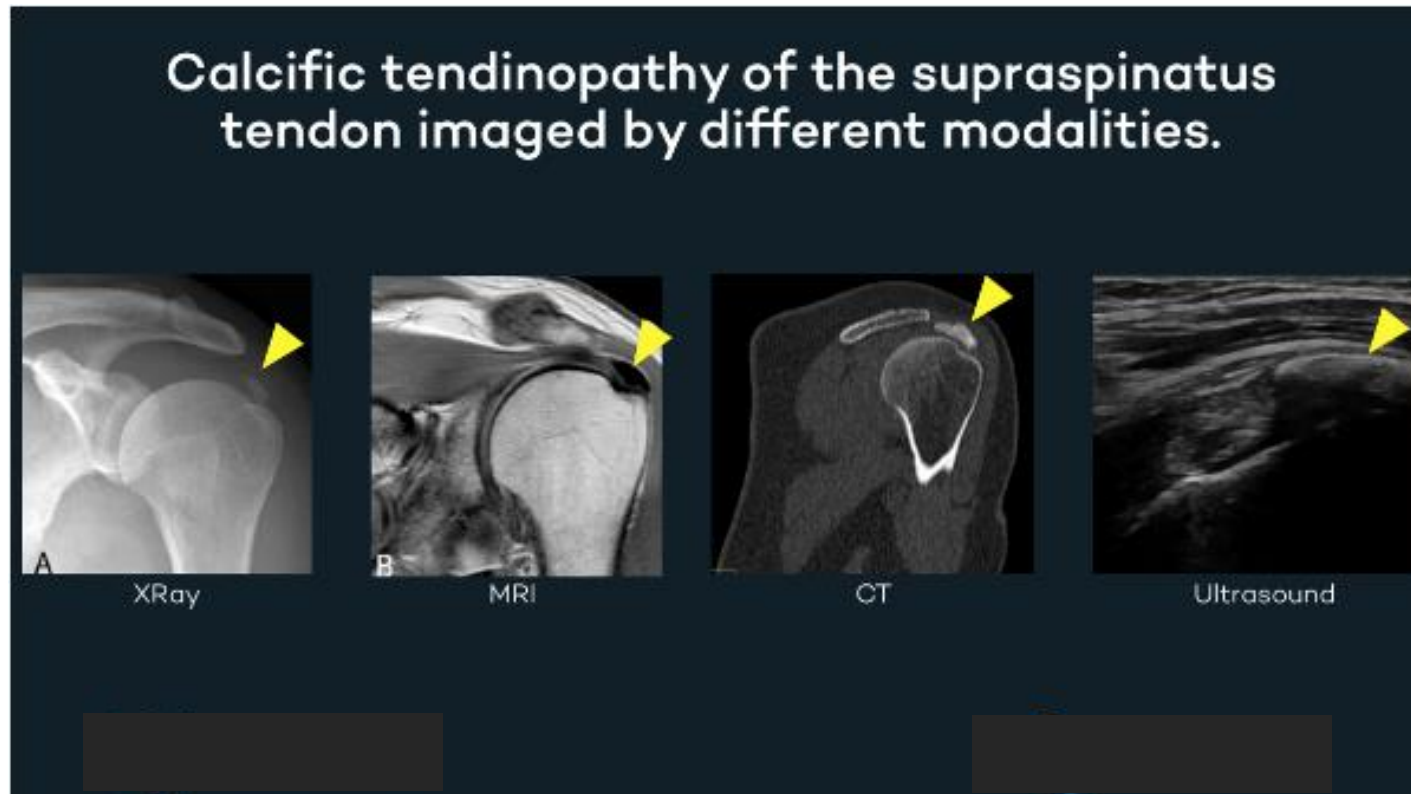 Calcific tendinopathy of the supraspinatus
tendon imaged by different modalities.
A
B
XRay
MRI
CT
Ultrasound